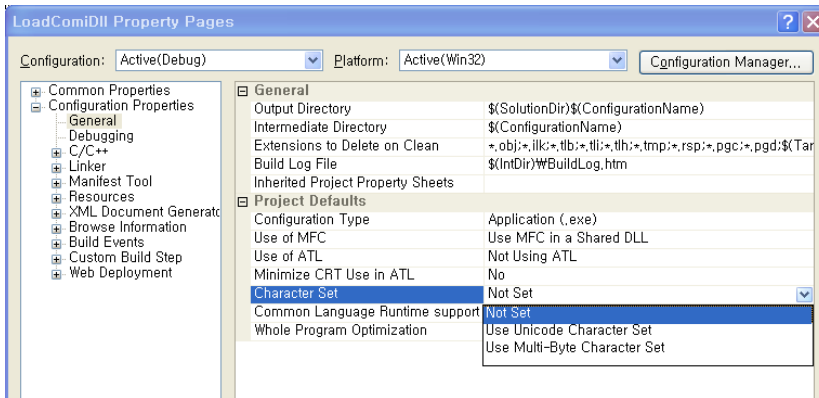 LoadComiDll Property Pages
Configuration: Active(Debug) Platform: Active(Win32) Configuration Manager...
Common Properties
Configuration Properties
General
Debugging
C/C++
Linker
Manifest Tool
Resources
XML Document Generato
Browse Information
Build Events
Custom Build Step
Web Deployment
General
Output Directory $(SolutionDir)$(ConfigurationName)
Intermediate Directory $(ConfigurationName)
Extensions to Delete on Clean *.obj;*.ilk;*.tlb;*.tli;*.tlh;*.tmp;*.rsp;*.pgc;*.pgd;$(Tar
Build Log File $(IntDir)₩BuildLog.htm
Inherited Project Property Sheets
Project Defaults
Configuration Type Application (.exe)
Use of MFC Use MFC in a Shared DLL
Use of ATL Not Using ATL
Minimize CRT Use in ATL No
Character Set Not Set
Common Language Runtime support Not Set
Whole Program Optimization Use Unicode Character Set
Use Multi-Byte Character Set